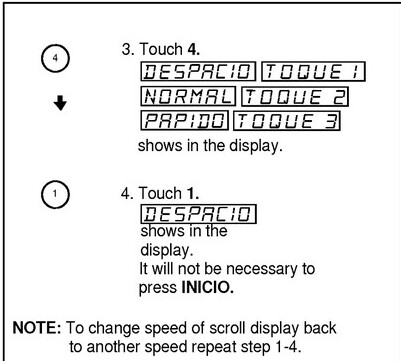 4
3. Touch 4.
DESPACIO TOQUE 1
NORMAL TOQUE 2
PAPIDO TOQUE 3
shows in the display.
1
4. Touch 1.
DESPACIO
shows in the
display.
It will not be necessary to
press INICIO.
NOTE: To change speed of scroll display back
to another speed repeat step 1-4.